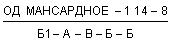 ОД МАНСАРДНОЕ – 1 14 – 8
Б1 – А – В – Б – Б